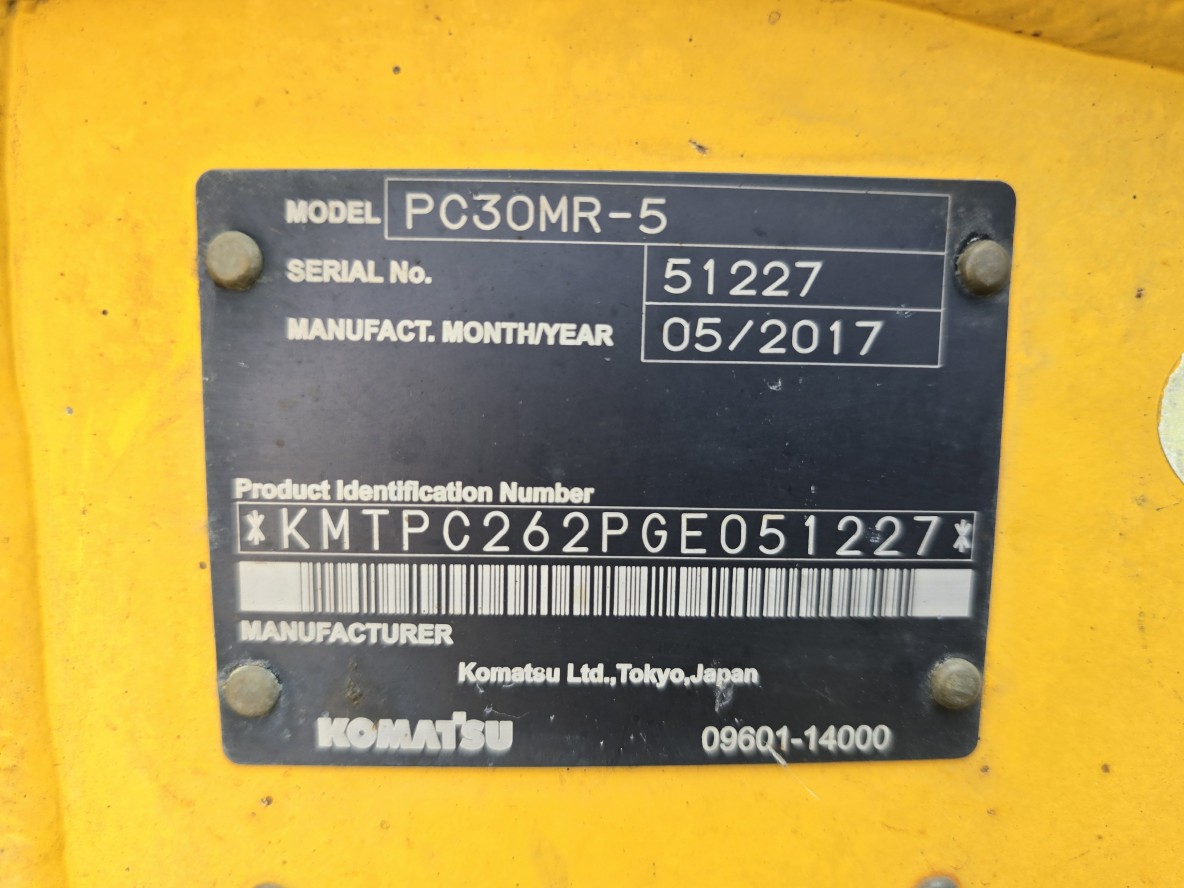 MODEL PC30MR-5
SERIAL No. 51227
MANUFACT. MONTH/YEAR 05/2017
Product Identification Number
*KMTPC262PGE051227*
MANUFACTURER
Komatsu Ltd.,Tokyo,Japan
KOMATSU 09601-14000